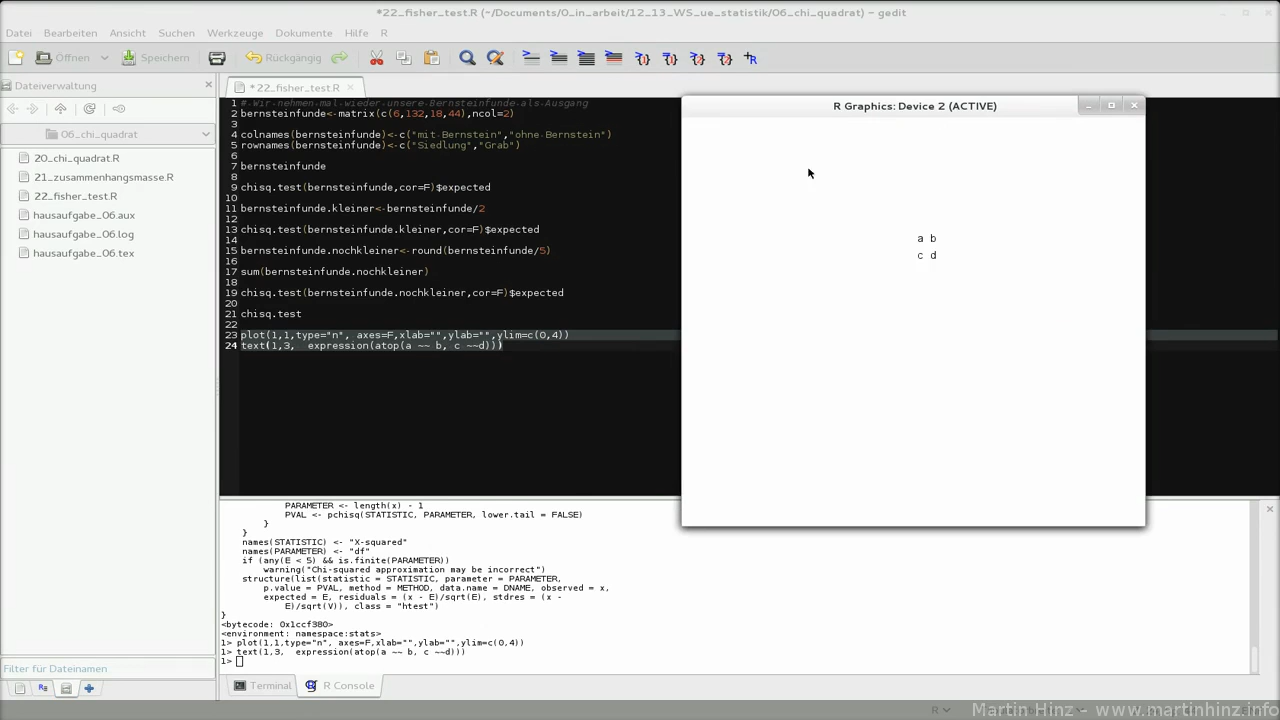 *22_fisher_test.R (~/Documents/0_in_arbeit/12_13_WS_ue_statistik/06_chi_quadrat) - gedit
Datei Bearbeiten Ansicht Suchen Werkzeuge Dokumente Hilfe R
Öffnen Speichern Rückgängig
Dateiverwaltung
*22_fisher_test.R
06_chi_quadrat
20_chi_quadrat.R
21_zusammenhangsmasse.R
22_fisher_test.R
hausaufgabe_06.aux
hausaufgabe_06.log
hausaufgabe_06.tex
Filter für Dateinamen
1 # Wir nehmen mal wieder unsere Bernsteinfunde als Ausgang
2 bernsteinfunde<-matrix(c(6,132,18,44),ncol=2)
3
4 colnames(bernsteinfunde)<-c("mit Bernstein","ohne Bernstein")
5 rownames(bernsteinfunde)<-c("Siedlung","Grab")
6
7 bernsteinfunde
8
9 chisq.test(bernsteinfunde,cor=F)$expected
10
11 bernsteinfunde.kleiner<-bernsteinfunde/2
12
13 chisq.test(bernsteinfunde.kleiner,cor=F)$expected
14
15 bernsteinfunde.nochkleiner<-round(bernsteinfunde/5)
16
17 sum(bernsteinfunde.nochkleiner)
18
19 chisq.test(bernsteinfunde.nochkleiner,cor=F)$expected
20
21 chisq.test
22
23 plot(1,1,type="n", axes=F,xlab="",ylab="",ylim=c(0,4))
24 text(1,3,  expression(atop(a ~~ b, c ~~d)))
R Graphics: Device 2 (ACTIVE)
a b
c d
PARAMETER <- length(x) - 1
PVAL <- pchisq(STATISTIC, PARAMETER, lower.tail = FALSE)
}
}
names(STATISTIC) <- "X-squared"
names(PARAMETER) <- "df"
if (any(E < 5) && is.finite(PARAMETER))
warning("Chi-squared approximation may be incorrect")
structure(list(statistic = STATISTIC, parameter = PARAMETER,
p.value = PVAL, method = METHOD, data.name = DNAME, observed = x,
expected = E, residuals = (x - E)/sqrt(E), stdres = (x -
E)/sqrt(V)), class = "htest")
}
<bytecode: 0x1ccf380>
<environment: namespace:stats>
1> plot(1,1,type="n", axes=F,xlab="",ylab="",ylim=c(0,4))
1> text(1,3,  expression(atop(a ~~ b, c ~~d)))
1>
Terminal R Console
R
Martin Hinz - www.martinhinz.info